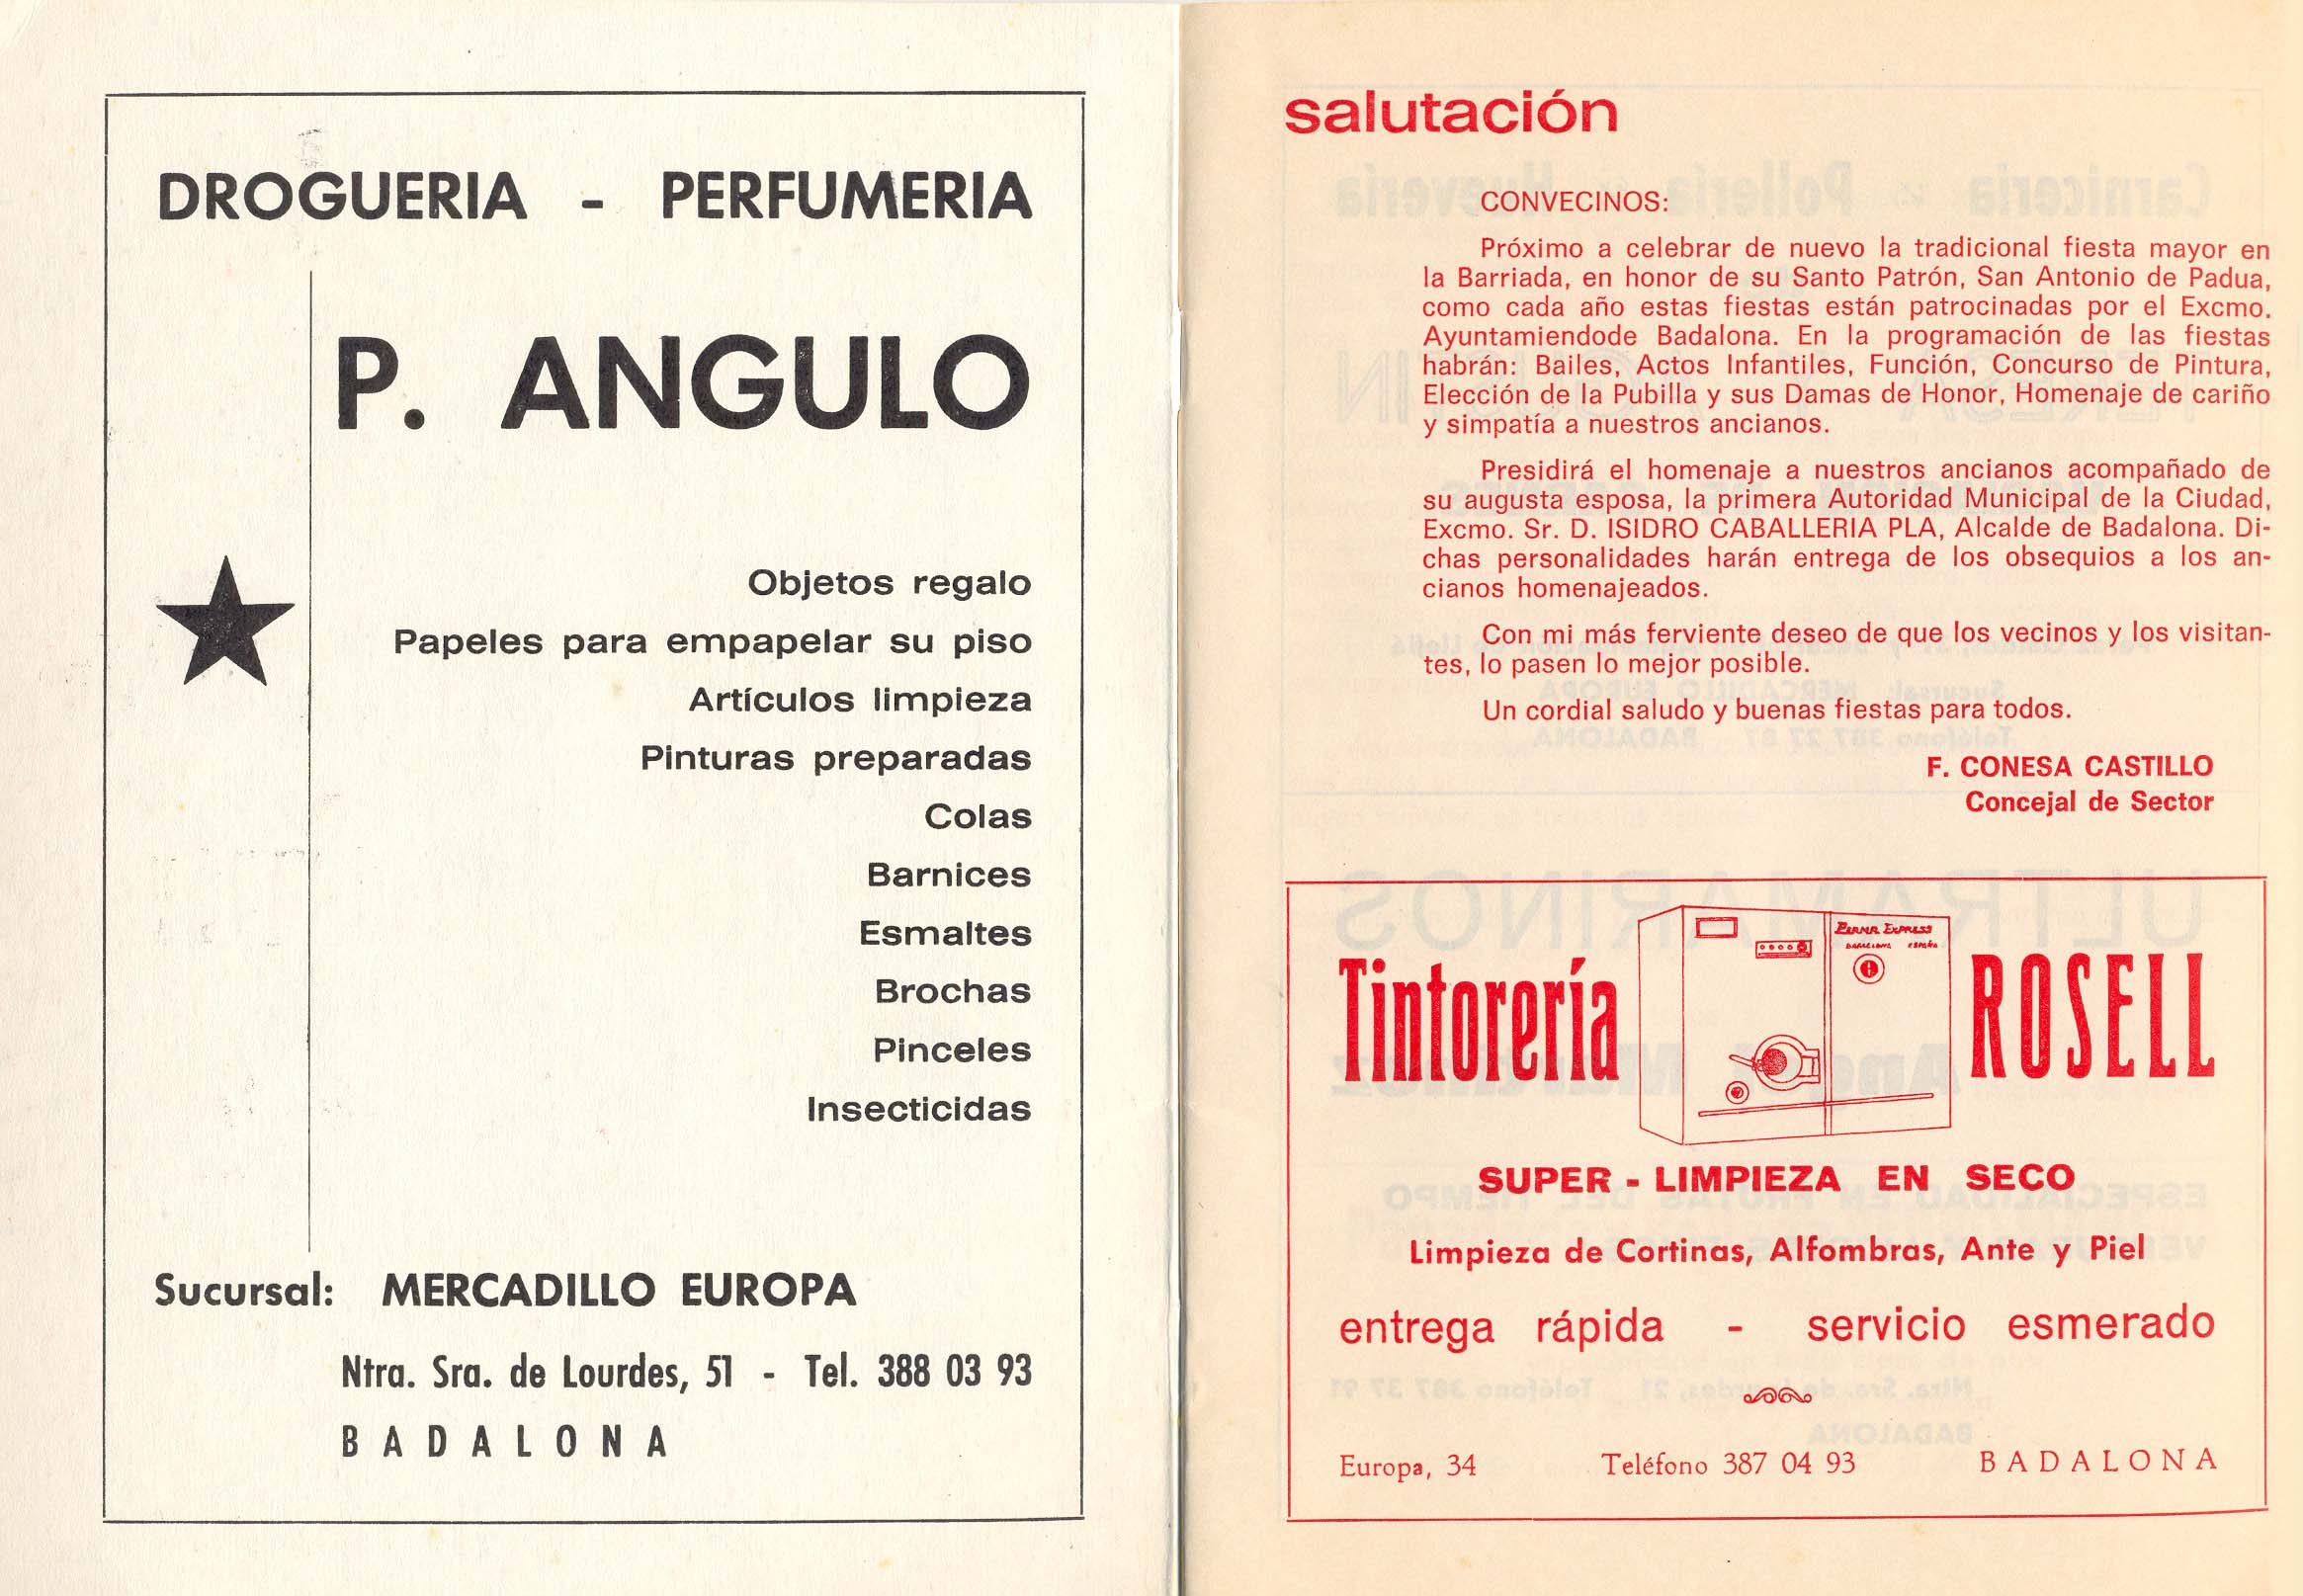 DROGUERIA - PERFUMERIA
P. ANGULO
Objetos regalo
Papeles para empapelar su piso
Artículos limpieza
Pinturas preparadas
Colas
Barnices
Esmaltes
Brochas
Pinceles
Insecticidas
Sucursal: MERCADILLO EUROPA
Ntra. Sra. de Lourdes, 51 - Tel. 388 03 93
BADALONA
salutación
CONVECINOS:
Próximo a celebrar de nuevo la tradicional fiesta mayor en
la Barriada, en honor de su Santo Patrón, San Antonio de Padua,
como cada año estas fiestas están patrocinadas por el Excmo.
Ayuntamiendode Badalona. En la programación de las fiestas
habrán: Bailes, Actos Infantiles, Función, Concurso de Pintura,
Elección de la Pubilla y sus Damas de Honor, Homenaje de cariño
y simpatía a nuestros ancianos.
Presidirá el homenaje a nuestros ancianos acompañado de
su augusta esposa, la primera Autoridad Municipal de la Ciudad,
Excmo. Sr. D. ISIDRO CABALLERIA PLA, Alcalde de Badalona. Di-
chas personalidades harán entrega de los obsequios a los an-
cianos homenajeados.
Con mi más ferviente deseo de que los vecinos y los visitan-
tes, lo pasen lo mejor posible.
Un cordial saludo y buenas fiestas para todos.
F. CONESA CASTILLO
Concejal de Sector
Tintorería ROSELL
SUPER - LIMPIEZA EN SECO
Limpieza de Cortinas, Alfombras, Ante y Piel
entrega rápida - servicio esmerado
Europa, 34 Teléfono 387 04 93 BADALONA